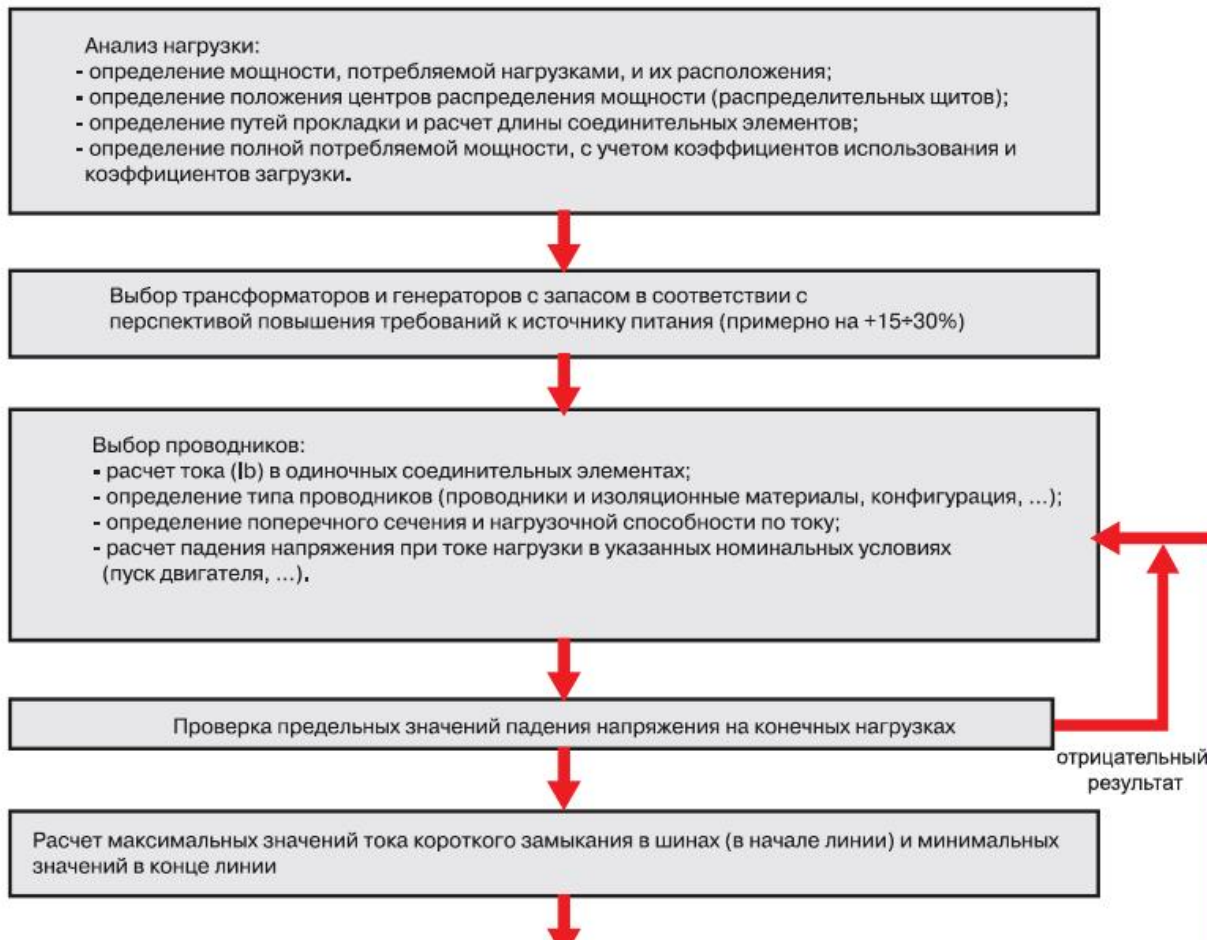 Анализ нагрузки:
- определение мощности, потребляемой нагрузками, и их расположения;
- определение положения центров распределения мощности (распределительных щитов);
- определение путей прокладки и расчет длины соединительных элементов;
- определение полной потребляемой мощности, с учетом коэффициентов использования и
коэффициентов загрузки.
Выбор трансформаторов и генераторов с запасом в соответствии с
перспективой повышения требований к источнику питания (примерно на +15÷30%)
Выбор проводников:
- расчет тока (Ib) в одиночных соединительных элементах;
- определение типа проводников (проводники и изоляционные материалы, конфигурация, ...);
- определение поперечного сечения и нагрузочной способности по току;
- расчет падения напряжения при токе нагрузки в указанных номинальных условиях
(пуск двигателя, ...).
Проверка предельных значений падения напряжения на конечных нагрузках
отрицательный
результат
Расчет максимальных значений тока короткого замыкания в шинах (в начале линии) и минимальных
значений в конце линии